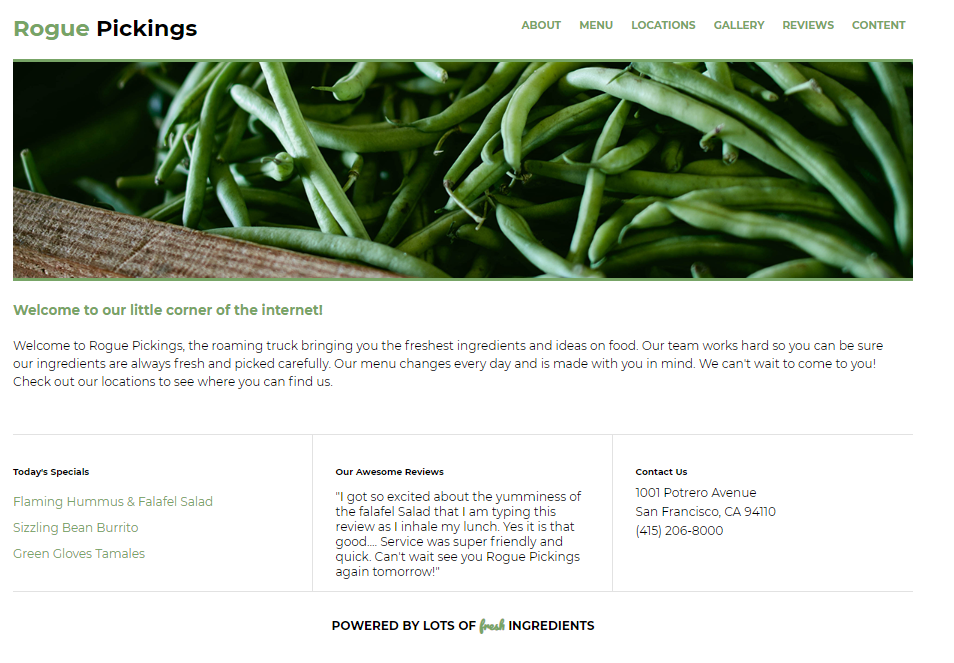 Rogue Pickings
ABOUT MENU LOCATIONS GALLERY REVIEWS CONTENT
Welcome to our little corner of the internet!
Welcome to Rogue Pickings, the roaming truck bringing you the freshest ingredients and ideas on food. Our team works hard so you can be sure
our ingredients are always fresh and picked carefully. Our menu changes every day and is made with you in mind. We can't wait to come to you!
Check out our locations to see where you can find us.
Today's Specials
Flaming Hummus & Falafel Salad
Sizzling Bean Burrito
Green Gloves Tamales
Our Awesome Reviews
"I got so excited about the yumminess of
the falafel Salad that I am typing this
review as I inhale my lunch. Yes it is that
good.... Service was super friendly and
quick. Can't wait see you Rogue Pickings
again tomorrow!"
Contact Us
1001 Potrero Avenue
San Francisco, CA 94110
(415) 206-8000
POWERED BY LOTS OF fresh INGREDIENTS